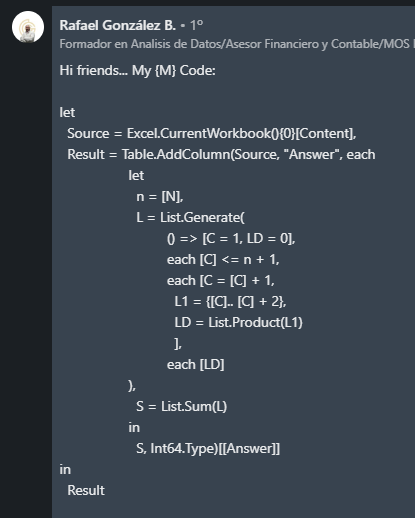 Rafael González B. • 1º
Formador en Analisis de Datos/Asesor Financiero y Contable/MOS
Hi friends... My {M} Code:
let
Source = Excel.CurrentWorkbook(){0}[Content],
Result = Table.AddColumn(Source, "Answer", each
let
n = [N],
L = List.Generate(
() => [C = 1, LD = 0],
each [C] <= n + 1,
each [C = [C] + 1,
L1 = {[C].. [C] + 2},
LD = List.Product(L1)
],
each [LD]
),
S = List.Sum(L)
in
S, Int64.Type)[[Answer]]
in
Result